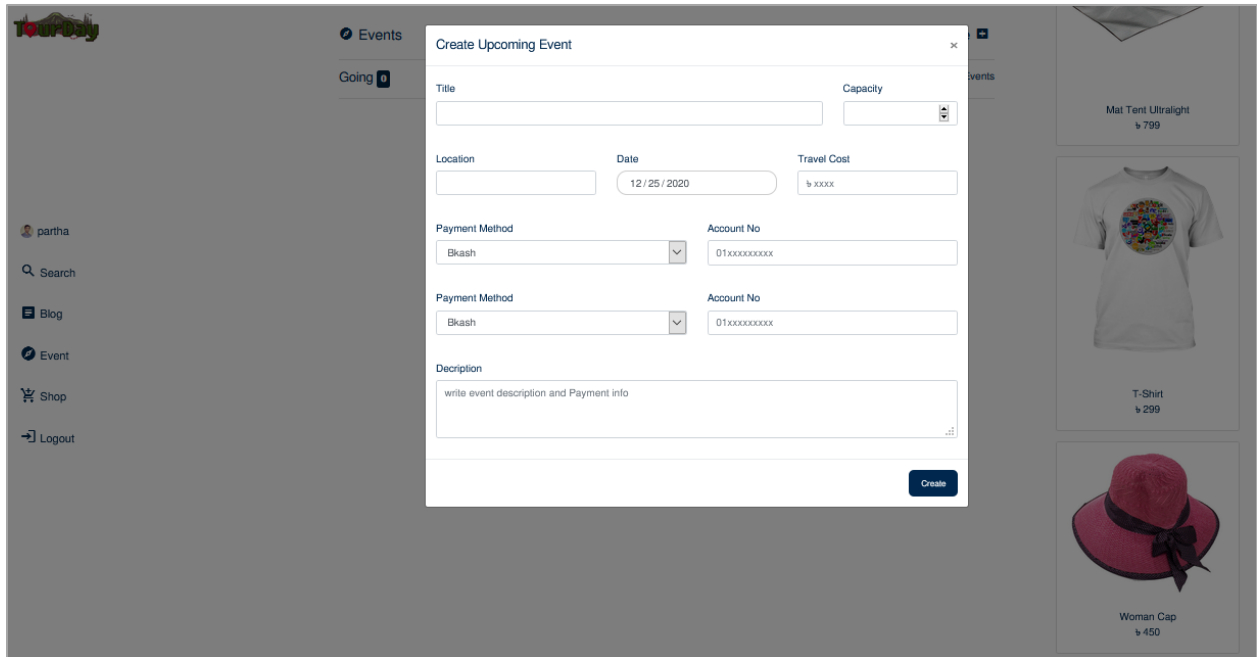 Tour Day
Events
Going 0
Events
partha
Search
Blog
Event
Shop
Logout
Create Upcoming Event ×
Title Capacity
Location Date Travel Cost
12/25/2020 ৳ xxxx
Payment Method Account No
Bkash 01xxxxxxxxx
Payment Method Account No
Bkash 01xxxxxxxxx
Decription
write event description and Payment info
Create
Mat Tent Ultralight
৳ 799
T-Shirt
৳ 299
Woman Cap
৳ 450